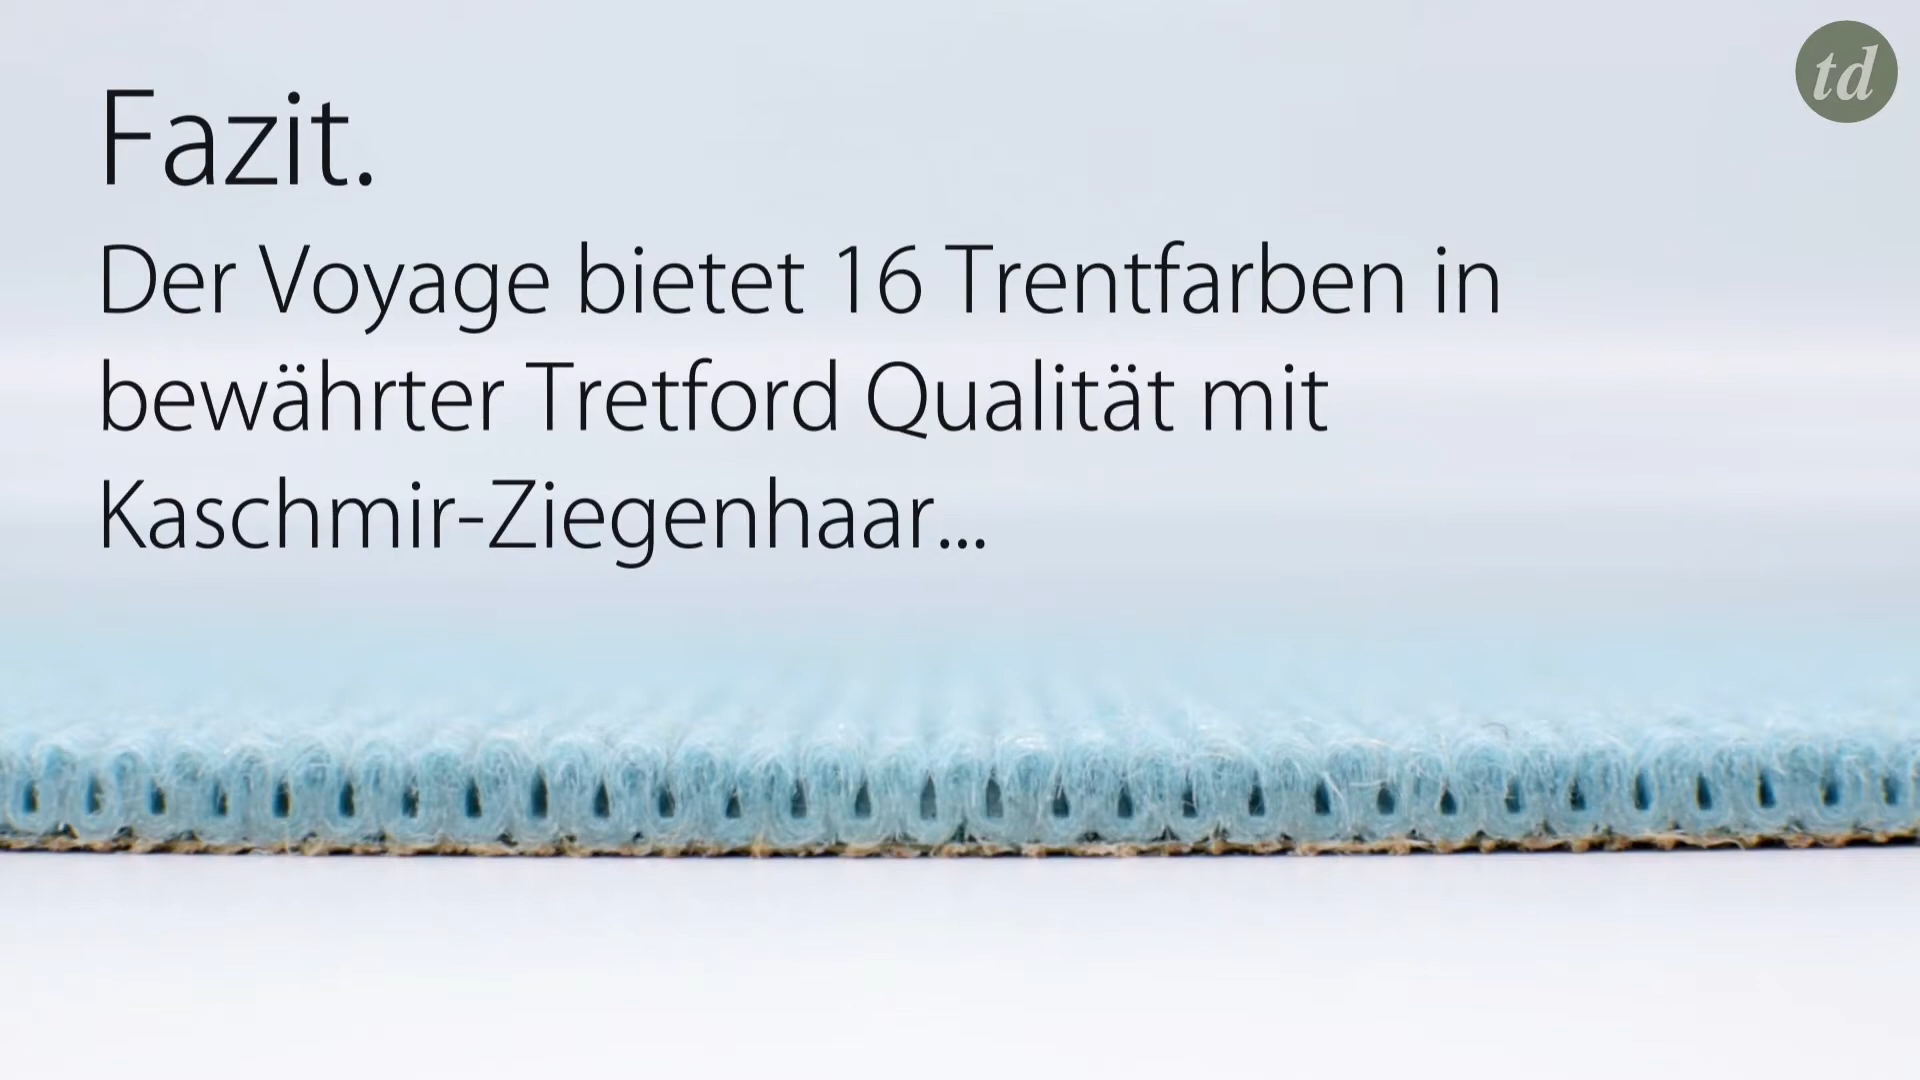 td
Fazit.
Der Voyage bietet 16 Trentfarben in
bewährter Tretford Qualität mit
Kaschmir-Ziegenhaar...